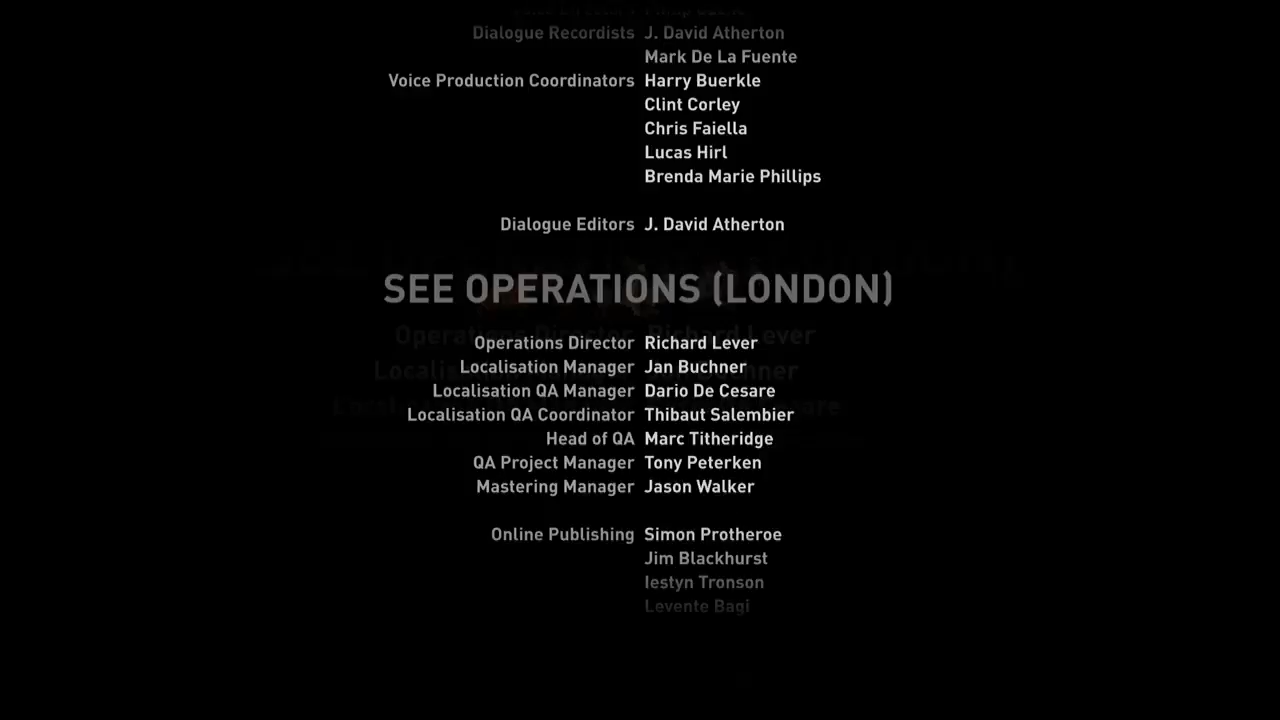 Dialogue Recordists J. David Atherton
Mark De La Fuente
Voice Production Coordinators Harry Buerkle
Clint Corley
Chris Faiella
Lucas Hirl
Brenda Marie Phillips
Dialogue Editors J. David Atherton
SEE OPERATIONS (LONDON)
Operations Director Richard Lever
Localisation Manager Jan Buchner
Localisation QA Manager Dario De Cesare
Localisation QA Coordinator Thibaut Salembier
Head of QA Marc Titheridge
QA Project Manager Tony Peterken
Mastering Manager Jason Walker
Online Publishing Simon Protheroe
Jim Blackhurst
Iestyn Tronson
Levente Bagi